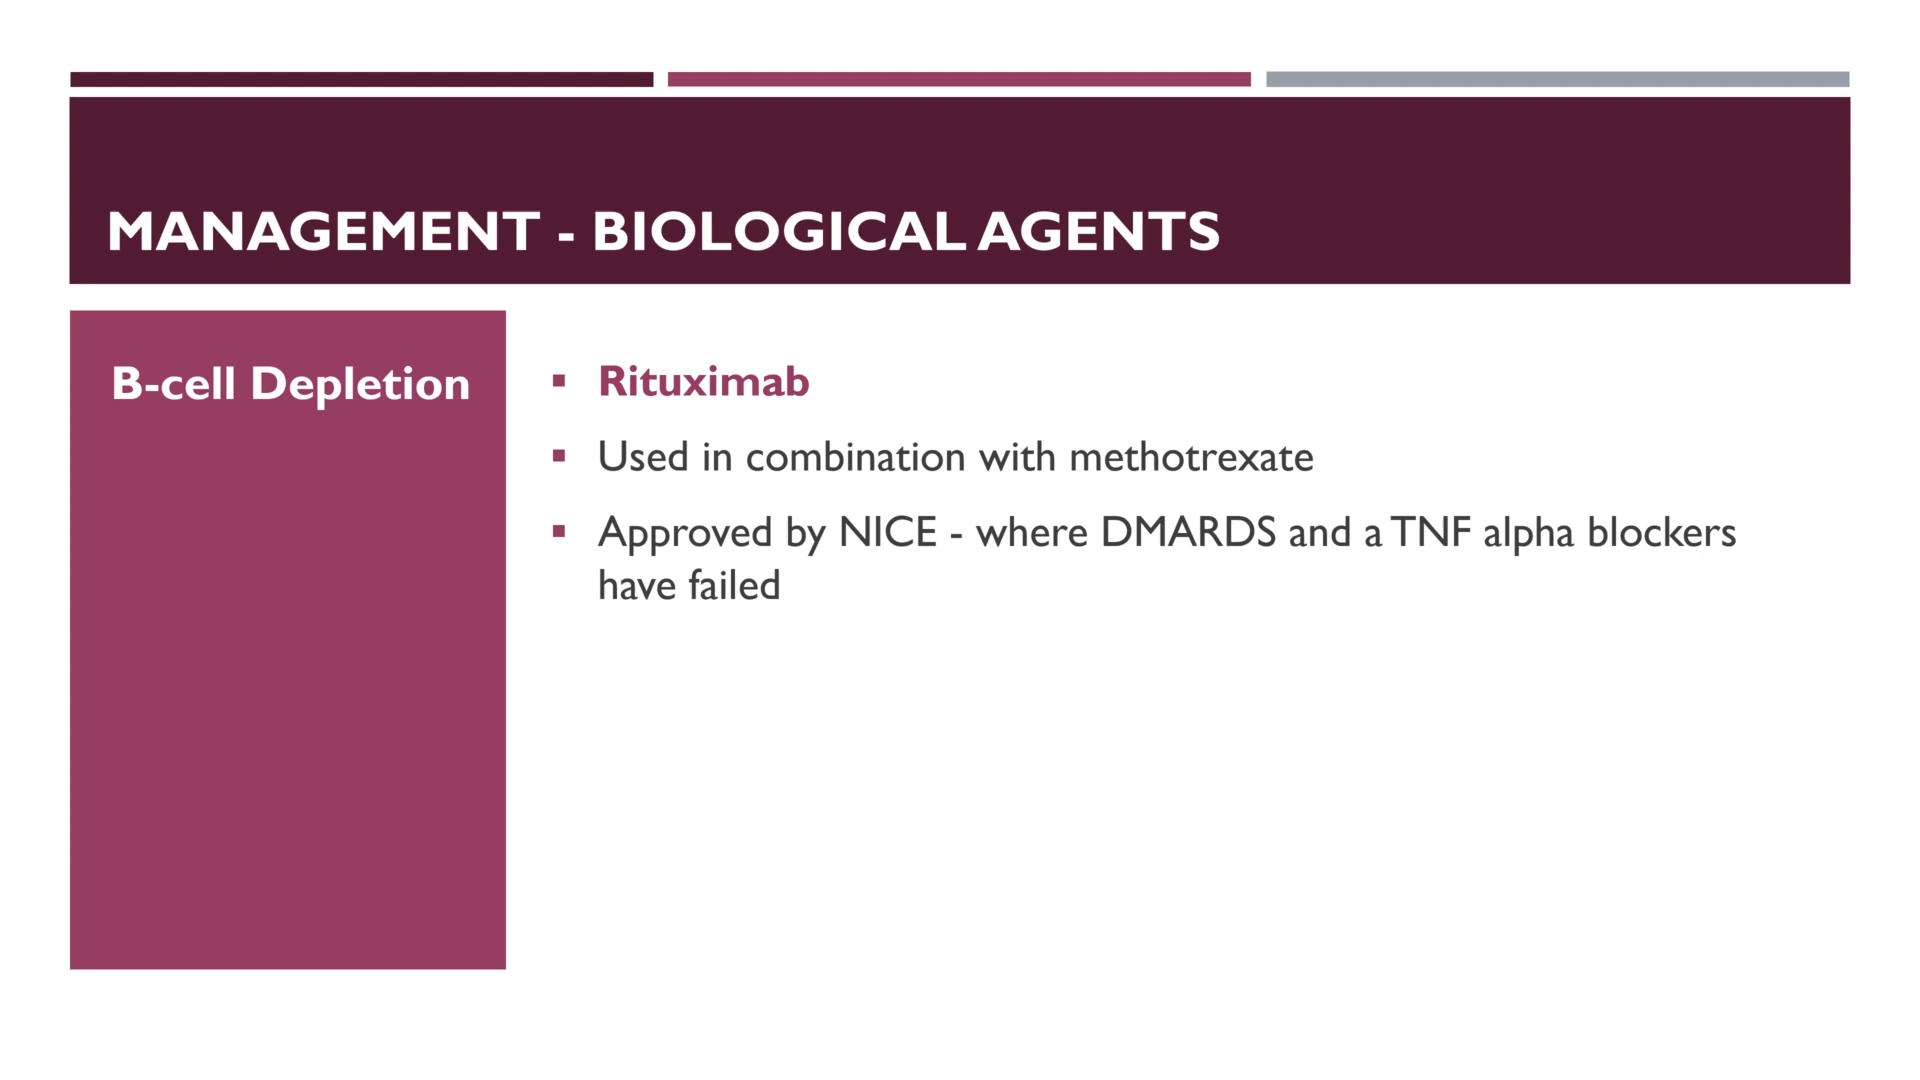 MANAGEMENT - BIOLOGICAL AGENTS
B-cell Depletion
Rituximab
Used in combination with methotrexate
Approved by NICE - where DMARDS and a TNF alpha blockers
have failed